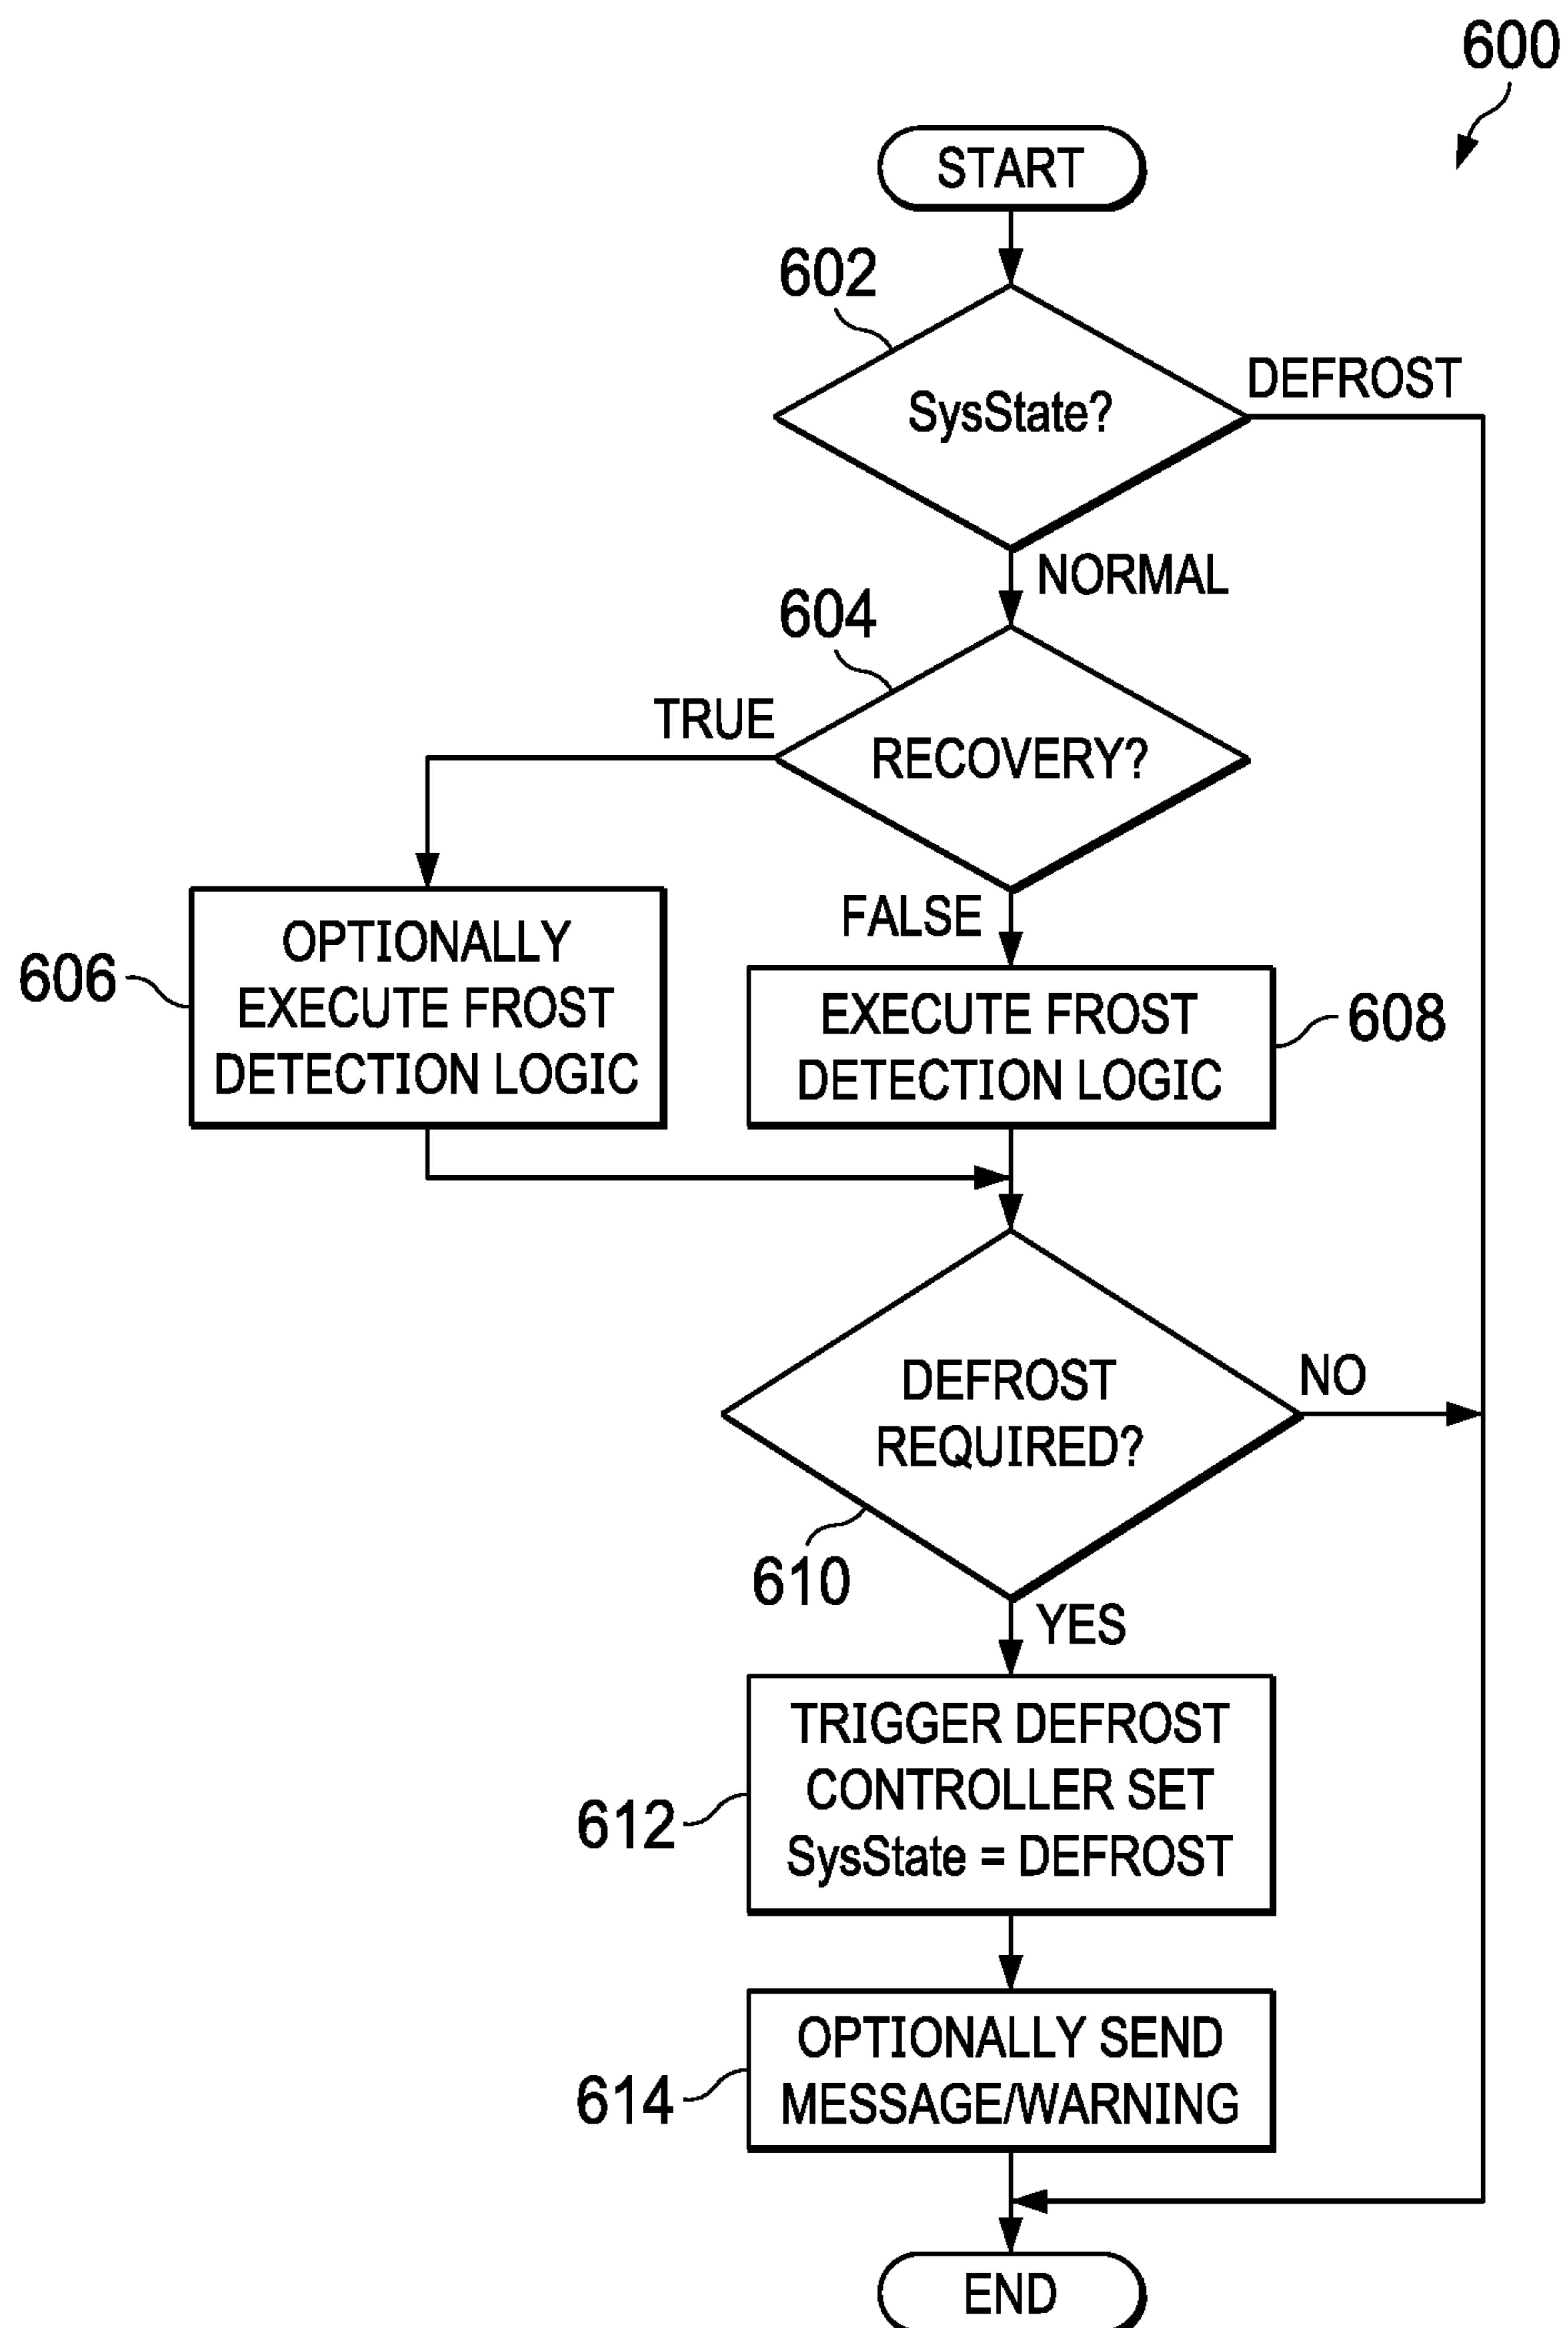 600
START
602
SysState?
DEFROST
NORMAL
604
TRUE
RECOVERY?
FALSE
606
OPTIONALLY
EXECUTE FROST
DETECTION LOGIC
EXECUTE FROST
DETECTION LOGIC
608
DEFROST
REQUIRED?
NO
610
YES
612
TRIGGER DEFROST
CONTROLLER SET
SysState = DEFROST
614
OPTIONALLY SEND
MESSAGE/WARNING
END